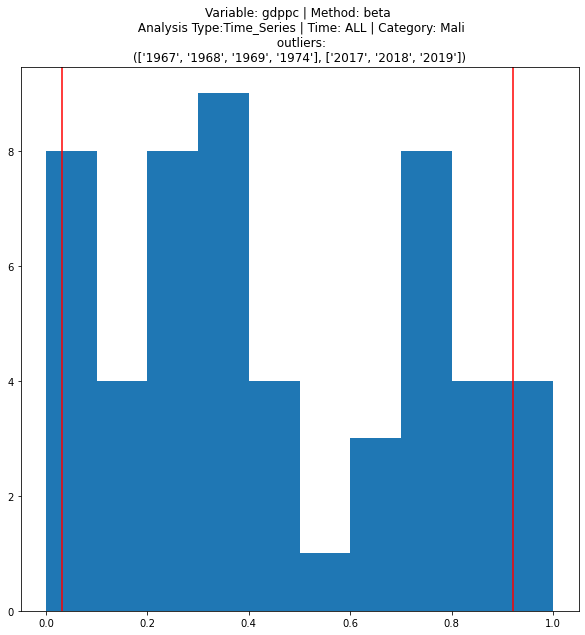 Variable: gdppc | Method: beta
Analysis Type:Time_Series | Time: ALL | Category: Mali
outliers:
(['1967', '1968', '1969', '1974'], ['2017', '2018', '2019'])
8
6
4
2
0
0.0 0.2 0.4 0.6 0.8 1.0